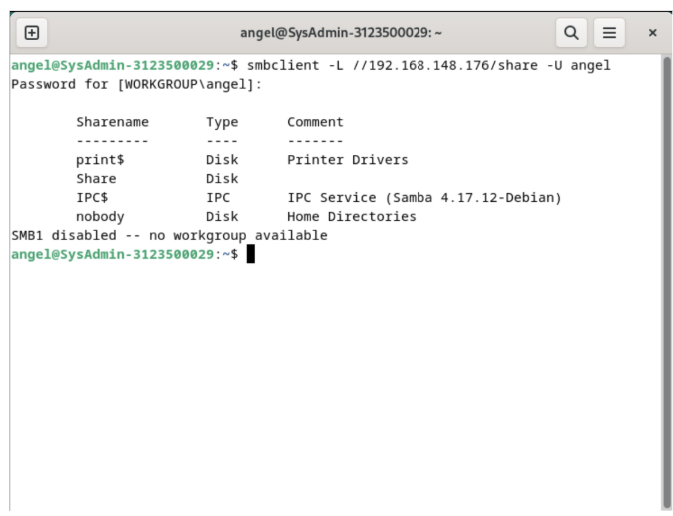 angel@SysAdmin-3123500029: ~
angel@SysAdmin-3123500029:~$ smbclient -L //192.168.148.176/share -U angel
Password for [WORKGROUP\angel]:
Sharename Type Comment
--------- ---- -------
print$ Disk Printer Drivers
Share Disk
IPC$ IPC IPC Service (Samba 4.17.12-Debian)
nobody Disk Home Directories
SMB1 disabled -- no workgroup available
angel@SysAdmin-3123500029:~$